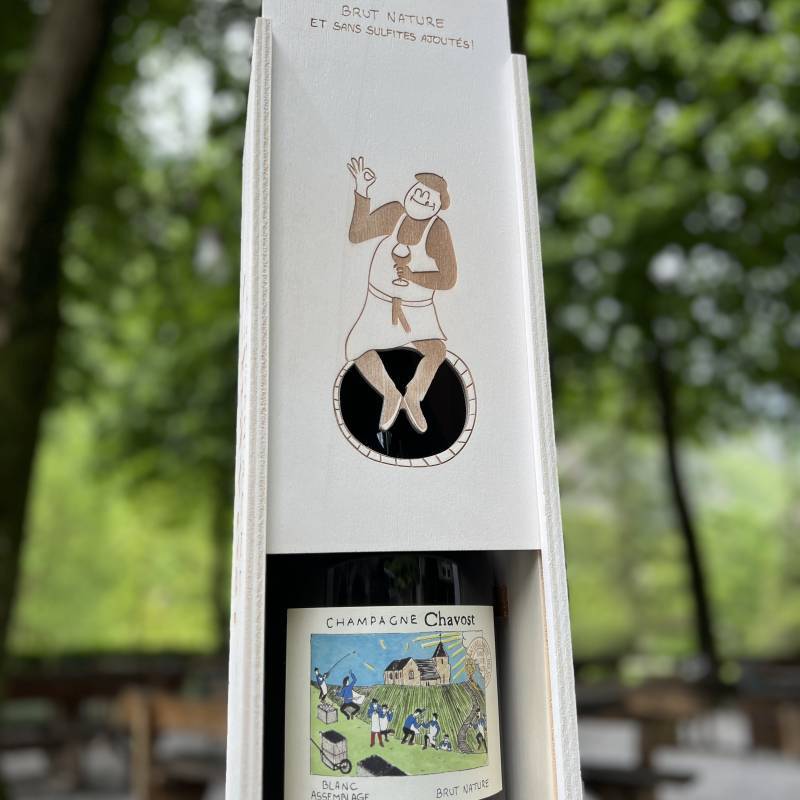 BRUT NATURE
ET SANS SULFITES AJOUTÉS!
CHAMPAGNE Chavost
BLANC
ASSEMBLAGE
BRUT NATURE